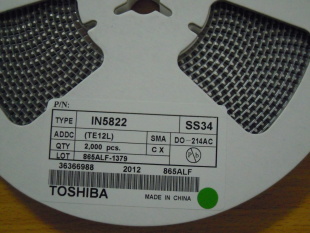 P/N:
TYPE IN5822 SS34
ADDC (TE12L) SMA DO-214AC
QTY 2,000 pcs. C X
LOT 865ALF-1379
36366988 2012 865ALF
TOSHIBA MADE IN CHINA